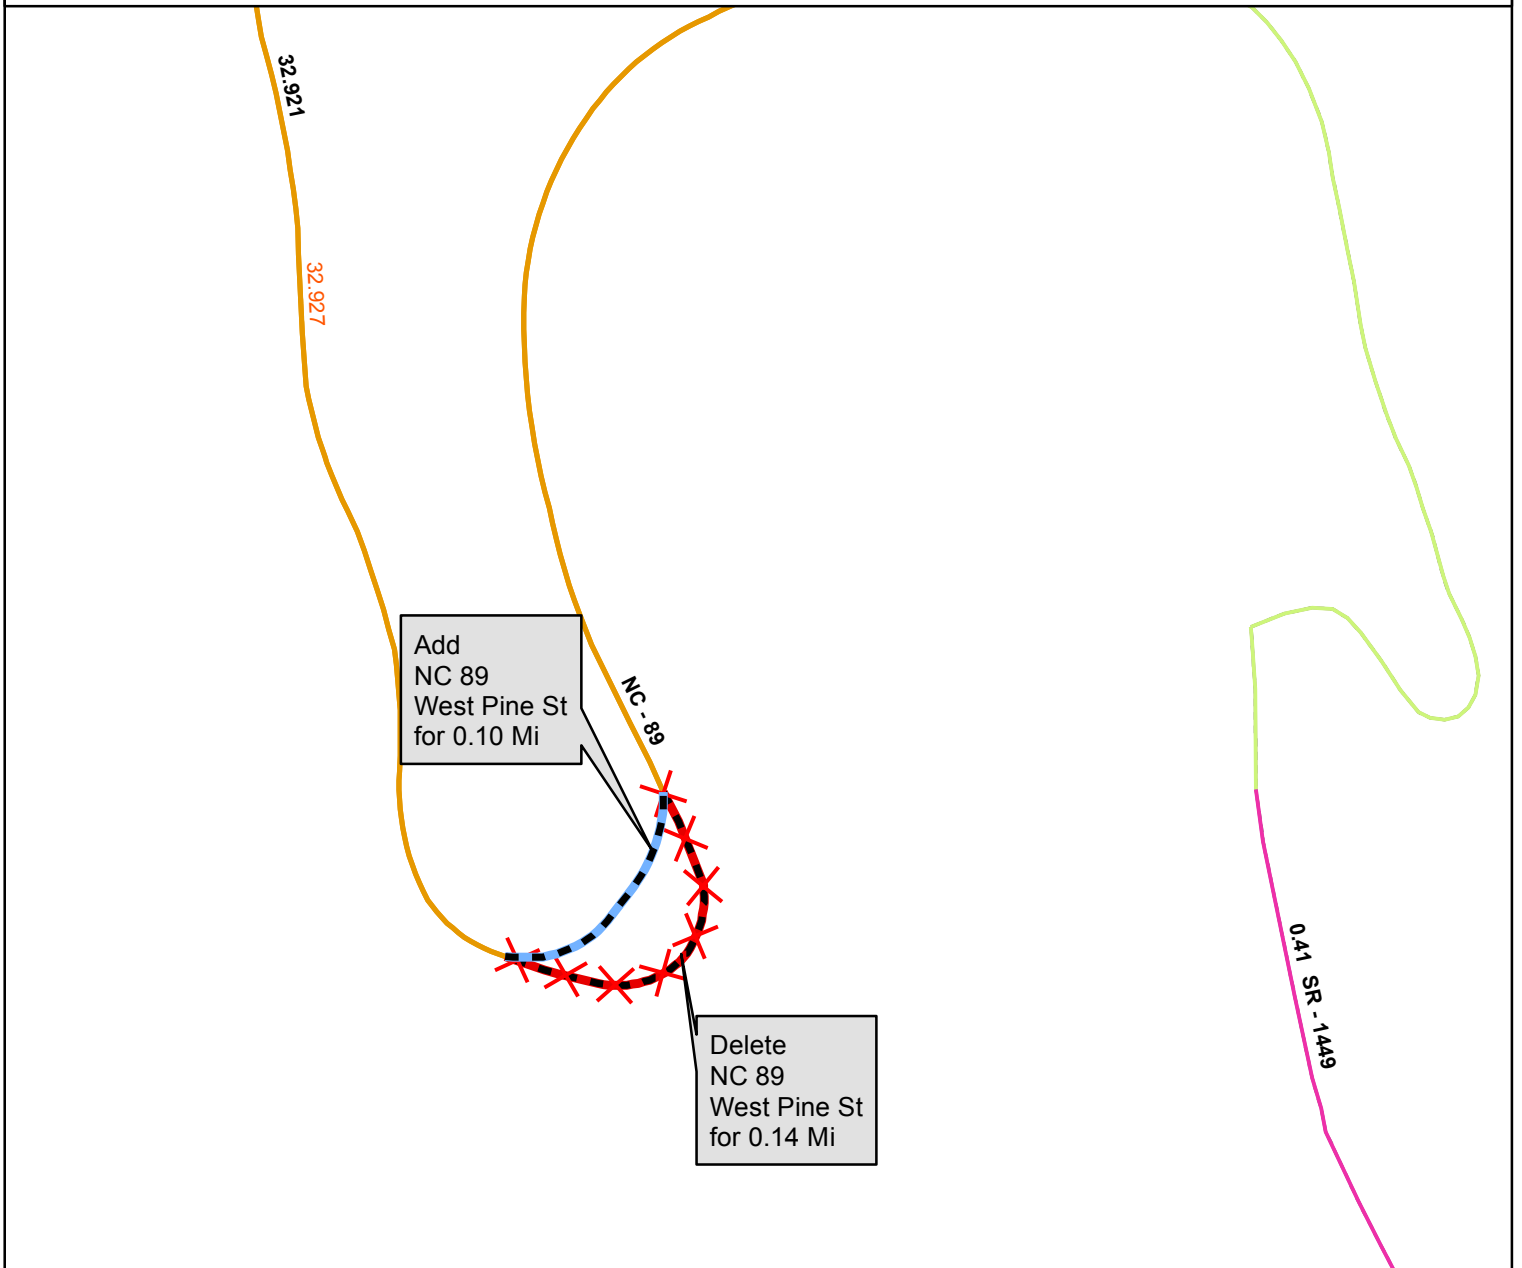 32.921
32.927
Add
NC 89
West Pine St
for 0.10 Mi
NC - 89
0.41 SR - 1449
Delete
NC 89
West Pine St
for 0.14 Mi